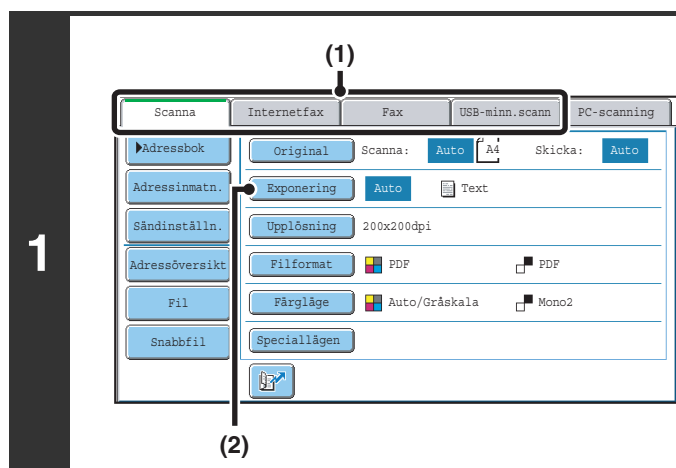 (1)
Scanna Internetfax Fax USB-minn.scann PC-scanning
Adressbok Original Scanna: Auto A4 Skicka: Auto
Adressinmatn. Exponering Auto Text
Sändinställn. Upplösning 200x200dpi
1
Adressöversikt Filformat PDF PDF
Fil Färgläge Auto/Gråskala Mono2
Snabbfil Speciallägen
(2)